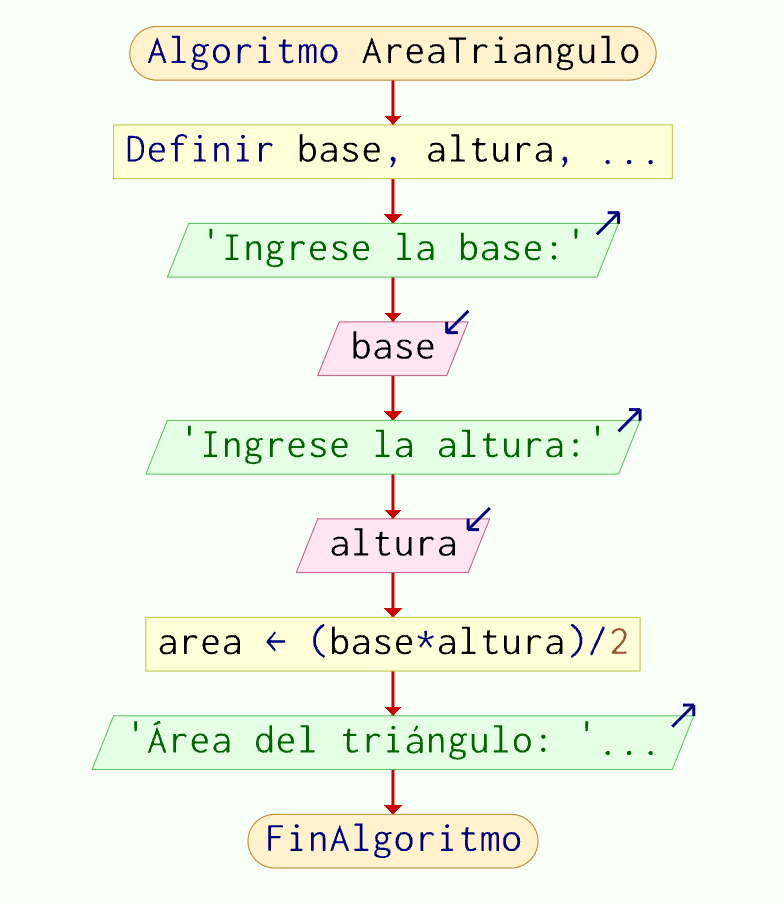 Algoritmo AreaTriangulo
Definir base, altura, ...
'Ingrese la base:'
base
'Ingrese la altura:'
altura
area ← (base*altura)/2
'Área del triángulo: '...
FinAlgoritmo